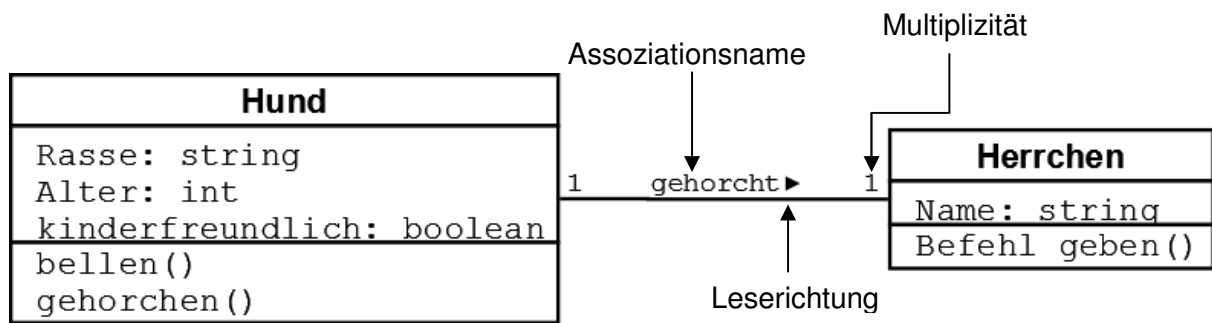 Multiplizität
Assoziationsname
Hund
Rasse: string
Alter: int
kinderfreundlich: boolean
bellen()
gehorchen()
1 gehorcht► 1
Herrchen
Name: string
Befehl geben()
Leserichtung